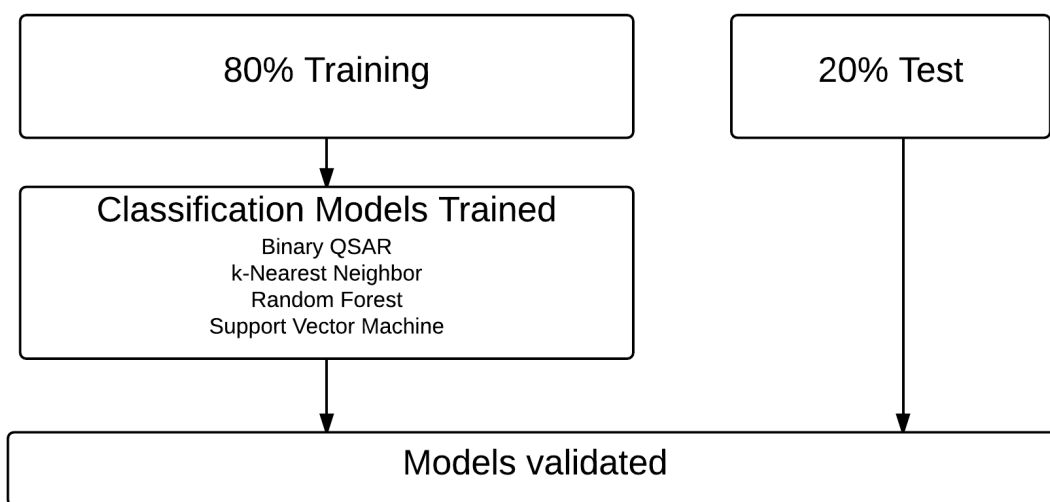 80% Training
20% Test
Classification Models Trained
Binary QSAR
k-Nearest Neighbor
Random Forest
Support Vector Machine
Models validated